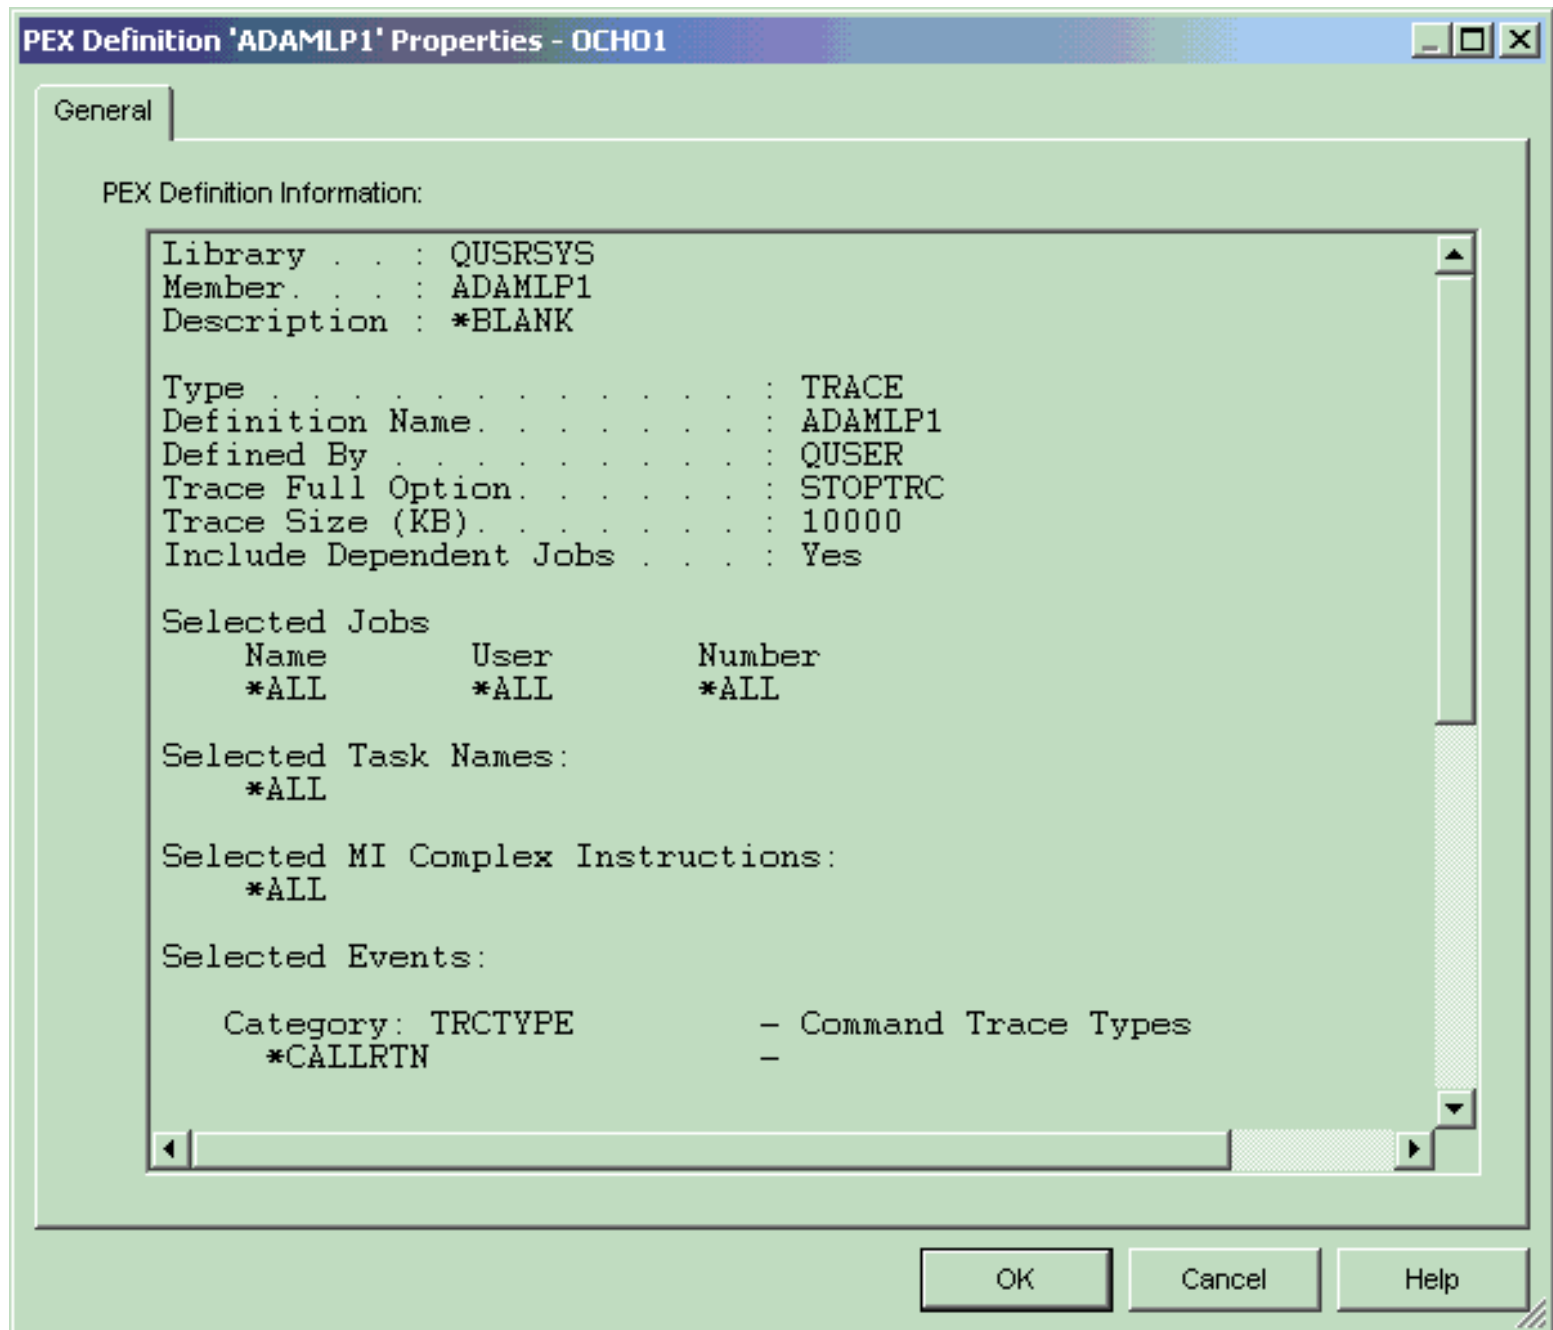 PEX Definition 'ADAMLP1' Properties - OCHO1
General
PEX Definition Information:
Library . . : QUSRSYS
Member. . . : ADAMLP1
Description : *BLANK
Type . . . . . . . . . . . . : TRACE
Definition Name. . . . . . . : ADAMLP1
Defined By . . . . . . . . . : QUSER
Trace Full Option. . . . . . : STOPTRC
Trace Size (KB). . . . . . . : 10000
Include Dependent Jobs . . . : Yes
Selected Jobs
Name User Number
*ALL *ALL *ALL
Selected Task Names:
*ALL
Selected MI Complex Instructions:
*ALL
Selected Events:
Category: TRCTYPE - Command Trace Types
*CALLRTN -
OK Cancel Help